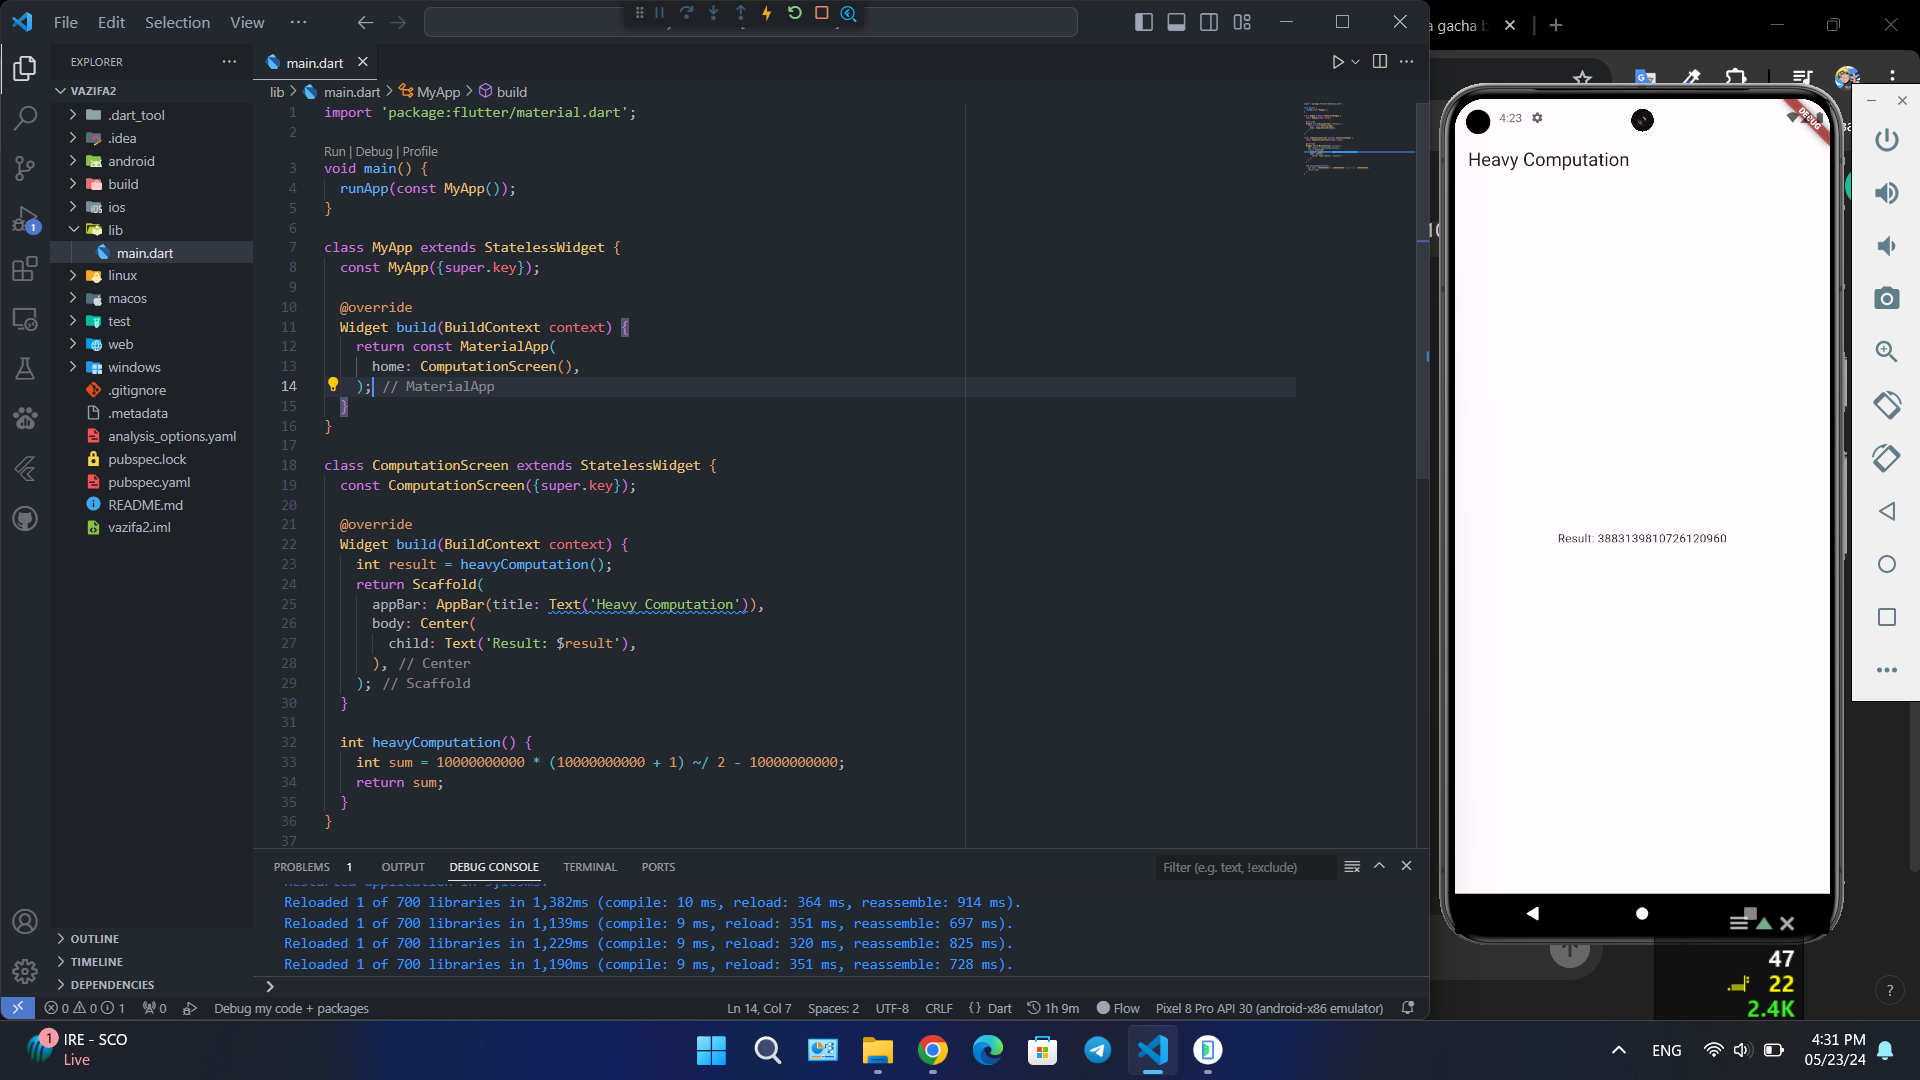 File Edit Selection View ···
a gacha b
EXPLORER
main.dart
VAZIFA2
.dart_tool
.idea
android
build
ios
lib
main.dart
linux
macos
test
web
windows
.gitignore
.metadata
analysis_options.yaml
pubspec.lock
pubspec.yaml
README.md
vazifa2.iml
OUTLINE
TIMELINE
DEPENDENCIES
lib > main.dart > MyApp > build
1 import 'package:flutter/material.dart';
2
Run | Debug | Profile
3 void main() {
4 runApp(const MyApp());
5 }
6
7 class MyApp extends StatelessWidget {
8 const MyApp({super.key});
9
10 @override
11 Widget build(BuildContext context) {
12 return const MaterialApp(
13 home: ComputationScreen(),
14 ); // MaterialApp
15 }
16 }
17
18 class ComputationScreen extends StatelessWidget {
19 const ComputationScreen({super.key});
20
21 @override
22 Widget build(BuildContext context) {
23 int result = heavyComputation();
24 return Scaffold(
25 appBar: AppBar(title: Text('Heavy Computation')),
26 body: Center(
27 child: Text('Result: $result'),
28 ), // Center
29 ); // Scaffold
30 }
31
32 int heavyComputation() {
33 int sum = 10000000000 * (10000000000 + 1) ~/ 2 - 10000000000;
34 return sum;
35 }
36 }
37
PROBLEMS 1 OUTPUT DEBUG CONSOLE TERMINAL PORTS
Filter (e.g. text, !exclude)
Reloaded 1 of 700 libraries in 1,382ms (compile: 10 ms, reload: 364 ms, reassemble: 914 ms).
Reloaded 1 of 700 libraries in 1,139ms (compile: 9 ms, reload: 351 ms, reassemble: 697 ms).
Reloaded 1 of 700 libraries in 1,229ms (compile: 9 ms, reload: 320 ms, reassemble: 825 ms).
Reloaded 1 of 700 libraries in 1,190ms (compile: 9 ms, reload: 351 ms, reassemble: 728 ms).
0 0 1 0 Debug my code + packages
Ln 14, Col 7 Spaces: 2 UTF-8 CRLF {} Dart 1h 9m Flow Pixel 8 Pro API 30 (android-x86 emulator)
4:23
DEBUG
Heavy Computation
Result: 3883139810726120960
47
22
2.4K
?
1
IRE - SCO
Live
ENG
4:31 PM
05/23/24